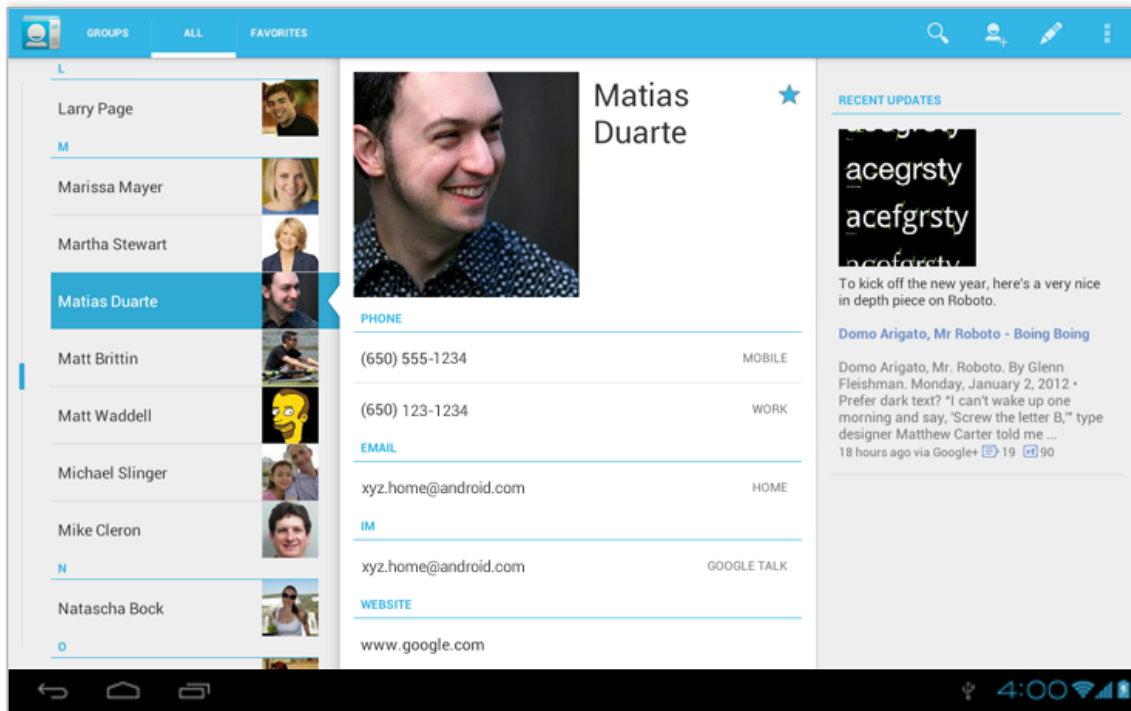 GROUPS
ALL
FAVORITES
L
Larry Page
M
Marissa Mayer
Martha Stewart
Matias Duarte
Matt Brittin
Matt Waddell
Michael Slinger
Mike Cleron
N
Natascha Bock
O
Matias
Duarte
PHONE
(650) 555-1234 MOBILE
(650) 123-1234 WORK
EMAIL
xyz.home@android.com HOME
IM
xyz.home@android.com GOOGLE TALK
WEBSITE
www.google.com
RECENT UPDATES
acegrsty
acefgrsty
To kick off the new year, here's a very nice
in depth piece on Roboto.
Domo Arigato, Mr Roboto - Boing Boing
Domo Arigato, Mr. Roboto. By Glenn
Fleishman. Monday, January 2, 2012 •
Prefer dark text? "I can't wake up one
morning and say, 'Screw the letter B,'" type
designer Matthew Carter told me ...
18 hours ago via Google+ 19 +1 90
4:00